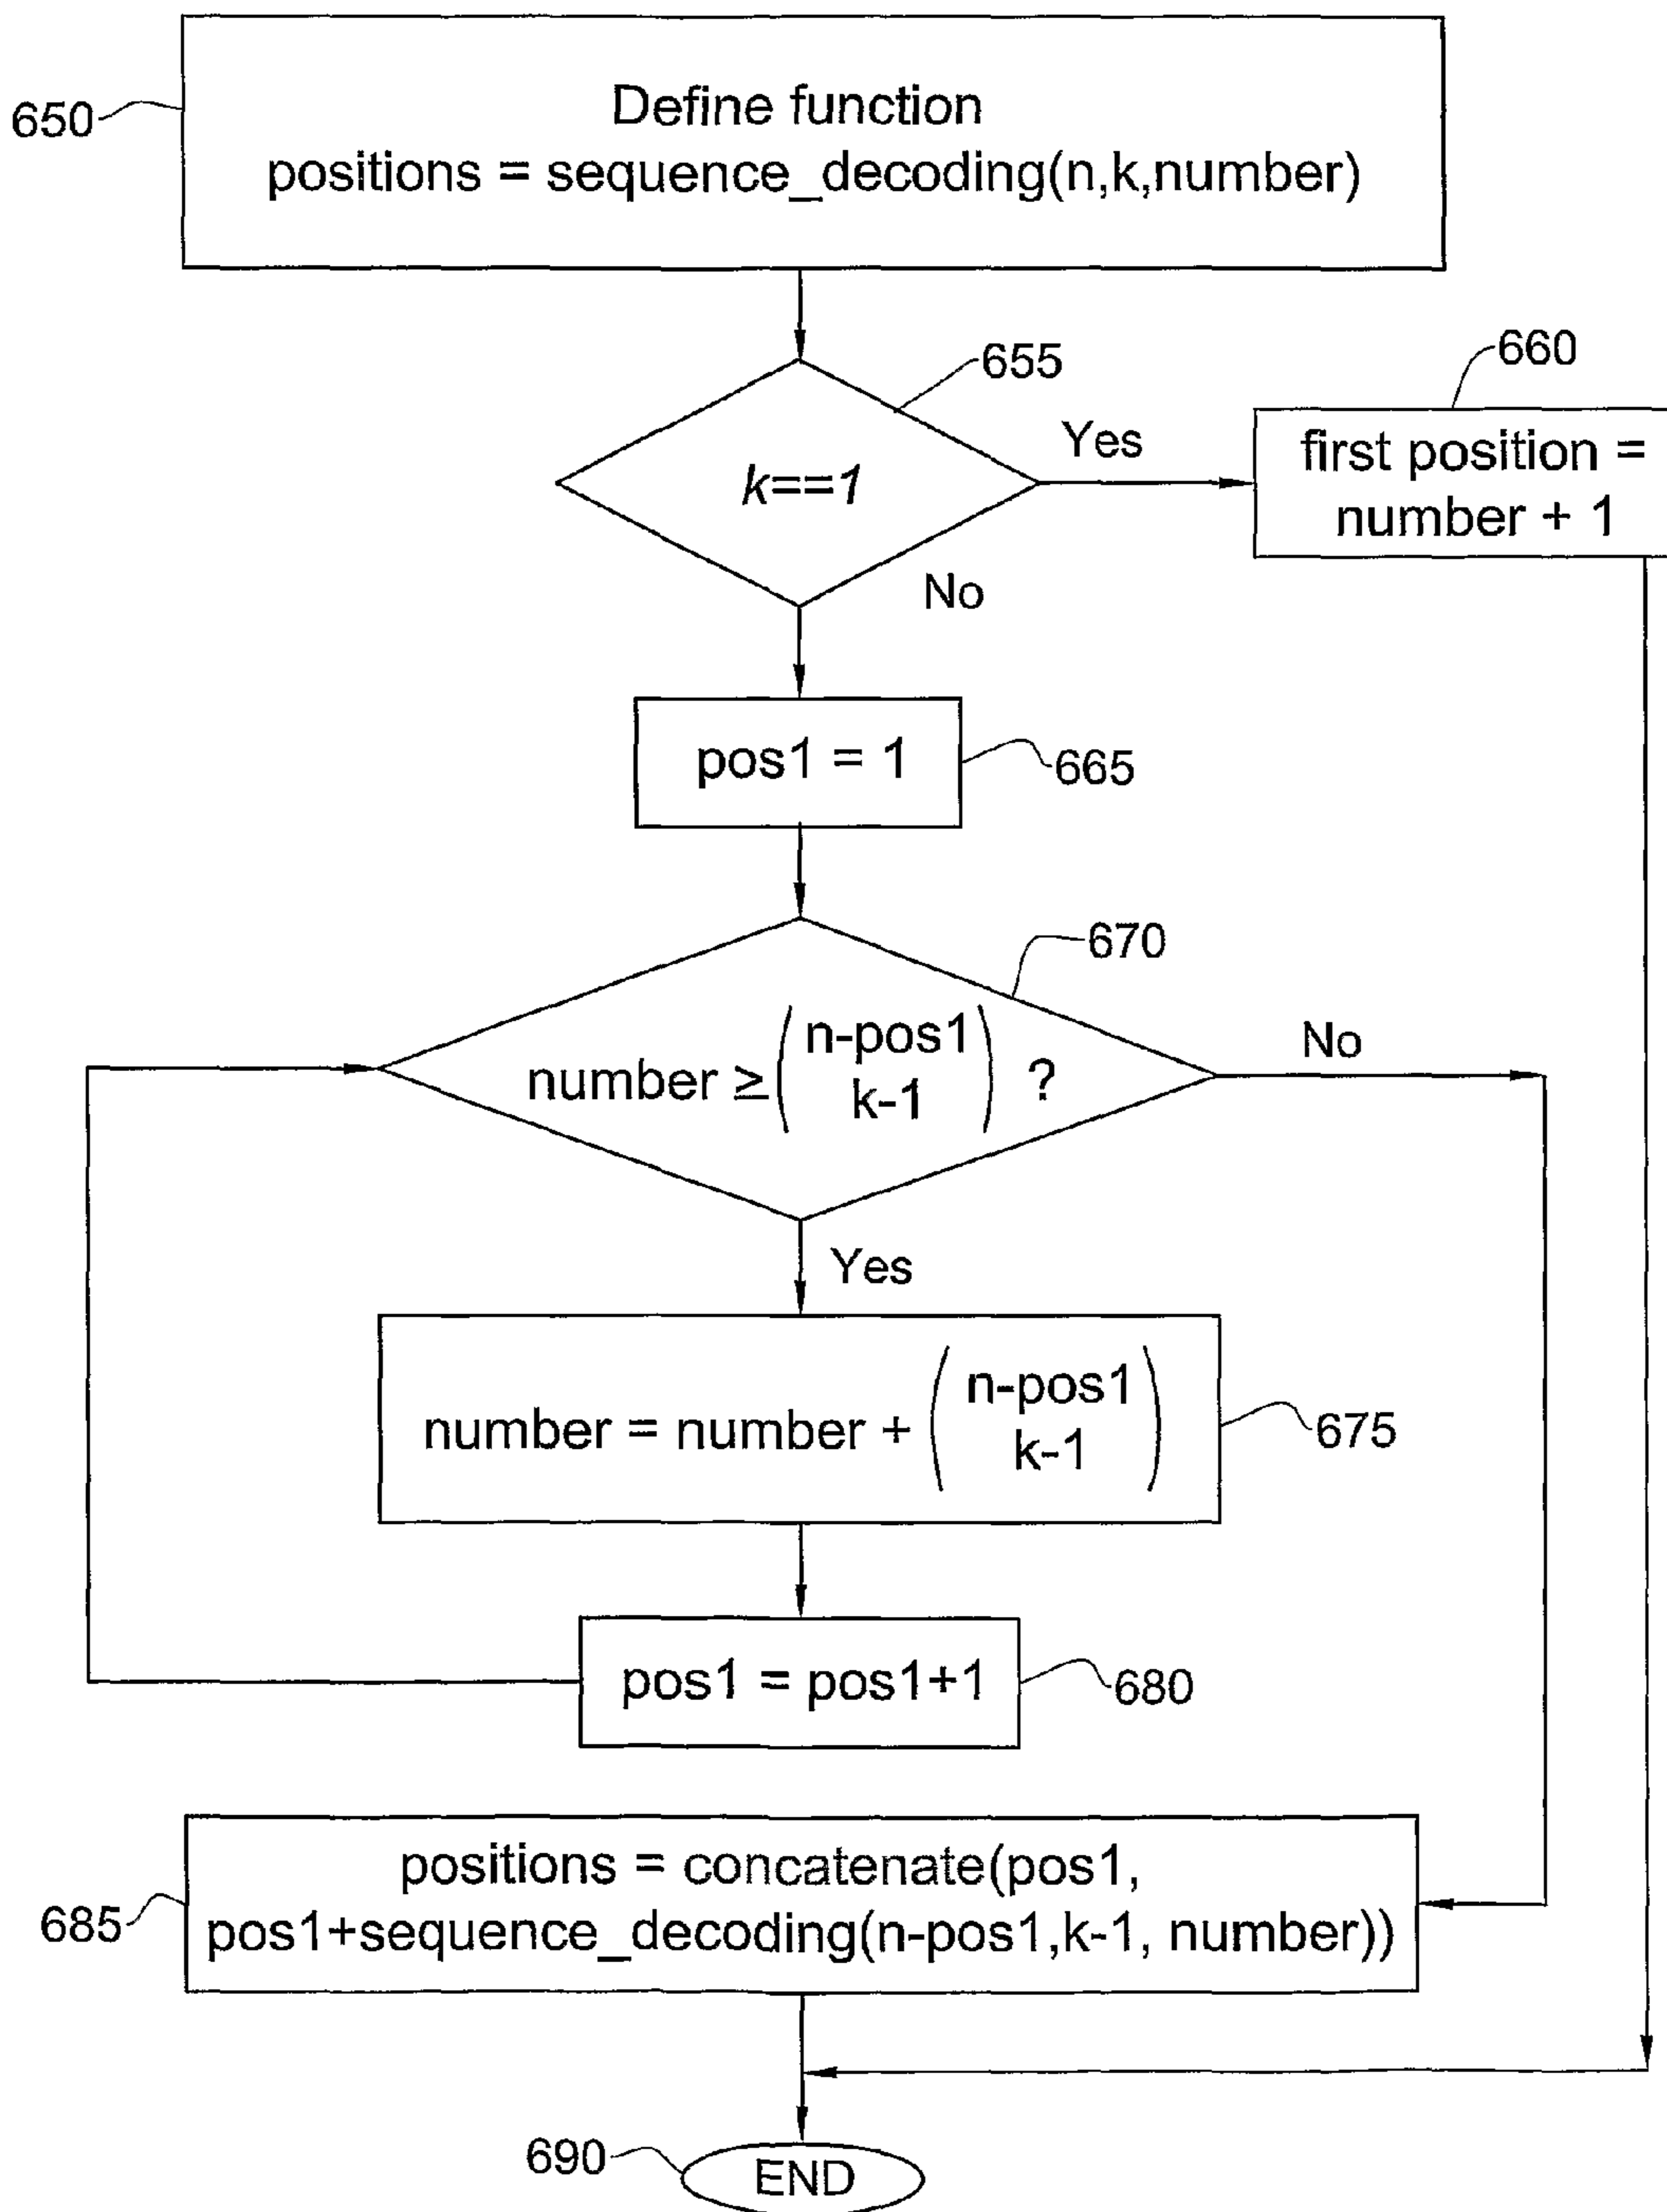 Define function
650
positions = sequence_decoding(n,k,number)
655
660
k==1
Yes
first position =
number + 1
No
pos1 = 1
665
670
number ≥ (n-pos1
k-1) ?
No
Yes
number = number + (n-pos1
k-1)
675
pos1 = pos1+1
680
positions = concatenate(pos1,
pos1+sequence_decoding(n-pos1,k-1, number))
685
690
END